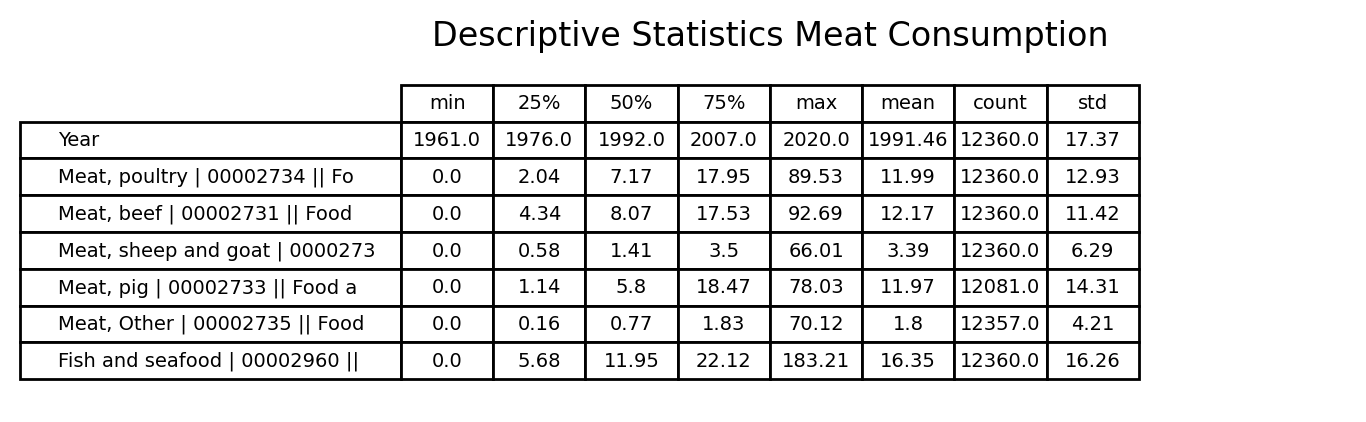 Descriptive Statistics Meat Consumption
min 25% 50% 75% max mean count std
Year 1961.0 1976.0 1992.0 2007.0 2020.0 1991.46 12360.0 17.37
Meat, poultry | 00002734 || Fo 0.0 2.04 7.17 17.95 89.53 11.99 12360.0 12.93
Meat, beef | 00002731 || Food 0.0 4.34 8.07 17.53 92.69 12.17 12360.0 11.42
Meat, sheep and goat | 0000273 0.0 0.58 1.41 3.5 66.01 3.39 12360.0 6.29
Meat, pig | 00002733 || Food a 0.0 1.14 5.8 18.47 78.03 11.97 12081.0 14.31
Meat, Other | 00002735 || Food 0.0 0.16 0.77 1.83 70.12 1.8 12357.0 4.21
Fish and seafood | 00002960 || 0.0 5.68 11.95 22.12 183.21 16.35 12360.0 16.26